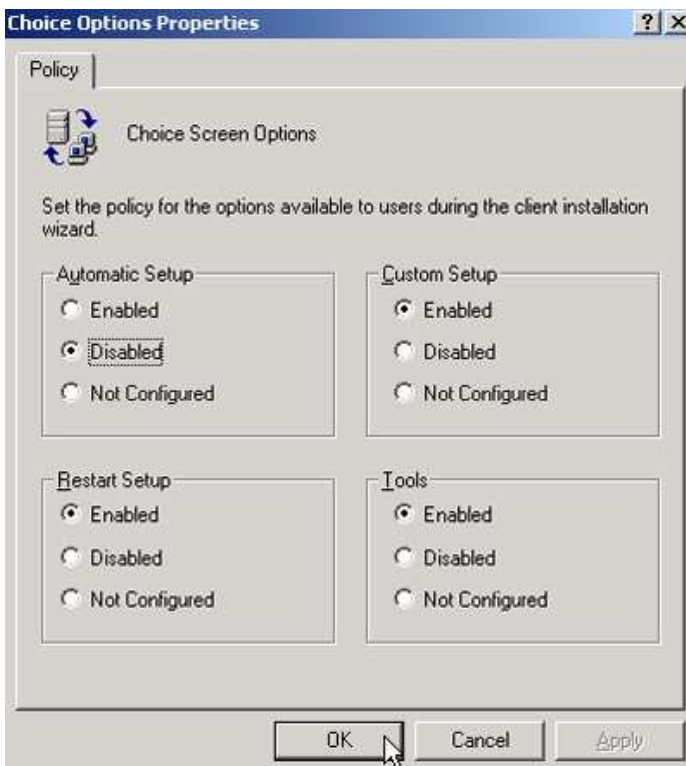 Choice Options Properties
Policy
Choice Screen Options
Set the policy for the options available to users during the client installation
wizard.
Automatic Setup
Enabled
Disabled
Not Configured
Custom Setup
Enabled
Disabled
Not Configured
Restart Setup
Enabled
Disabled
Not Configured
Tools
Enabled
Disabled
Not Configured
OK
Cancel
Apply